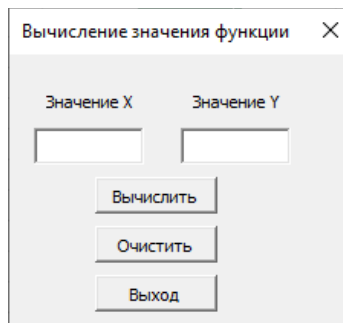 Вычисление значения функции
Значение X Значение Y
Вычислить
Очистить
Выход